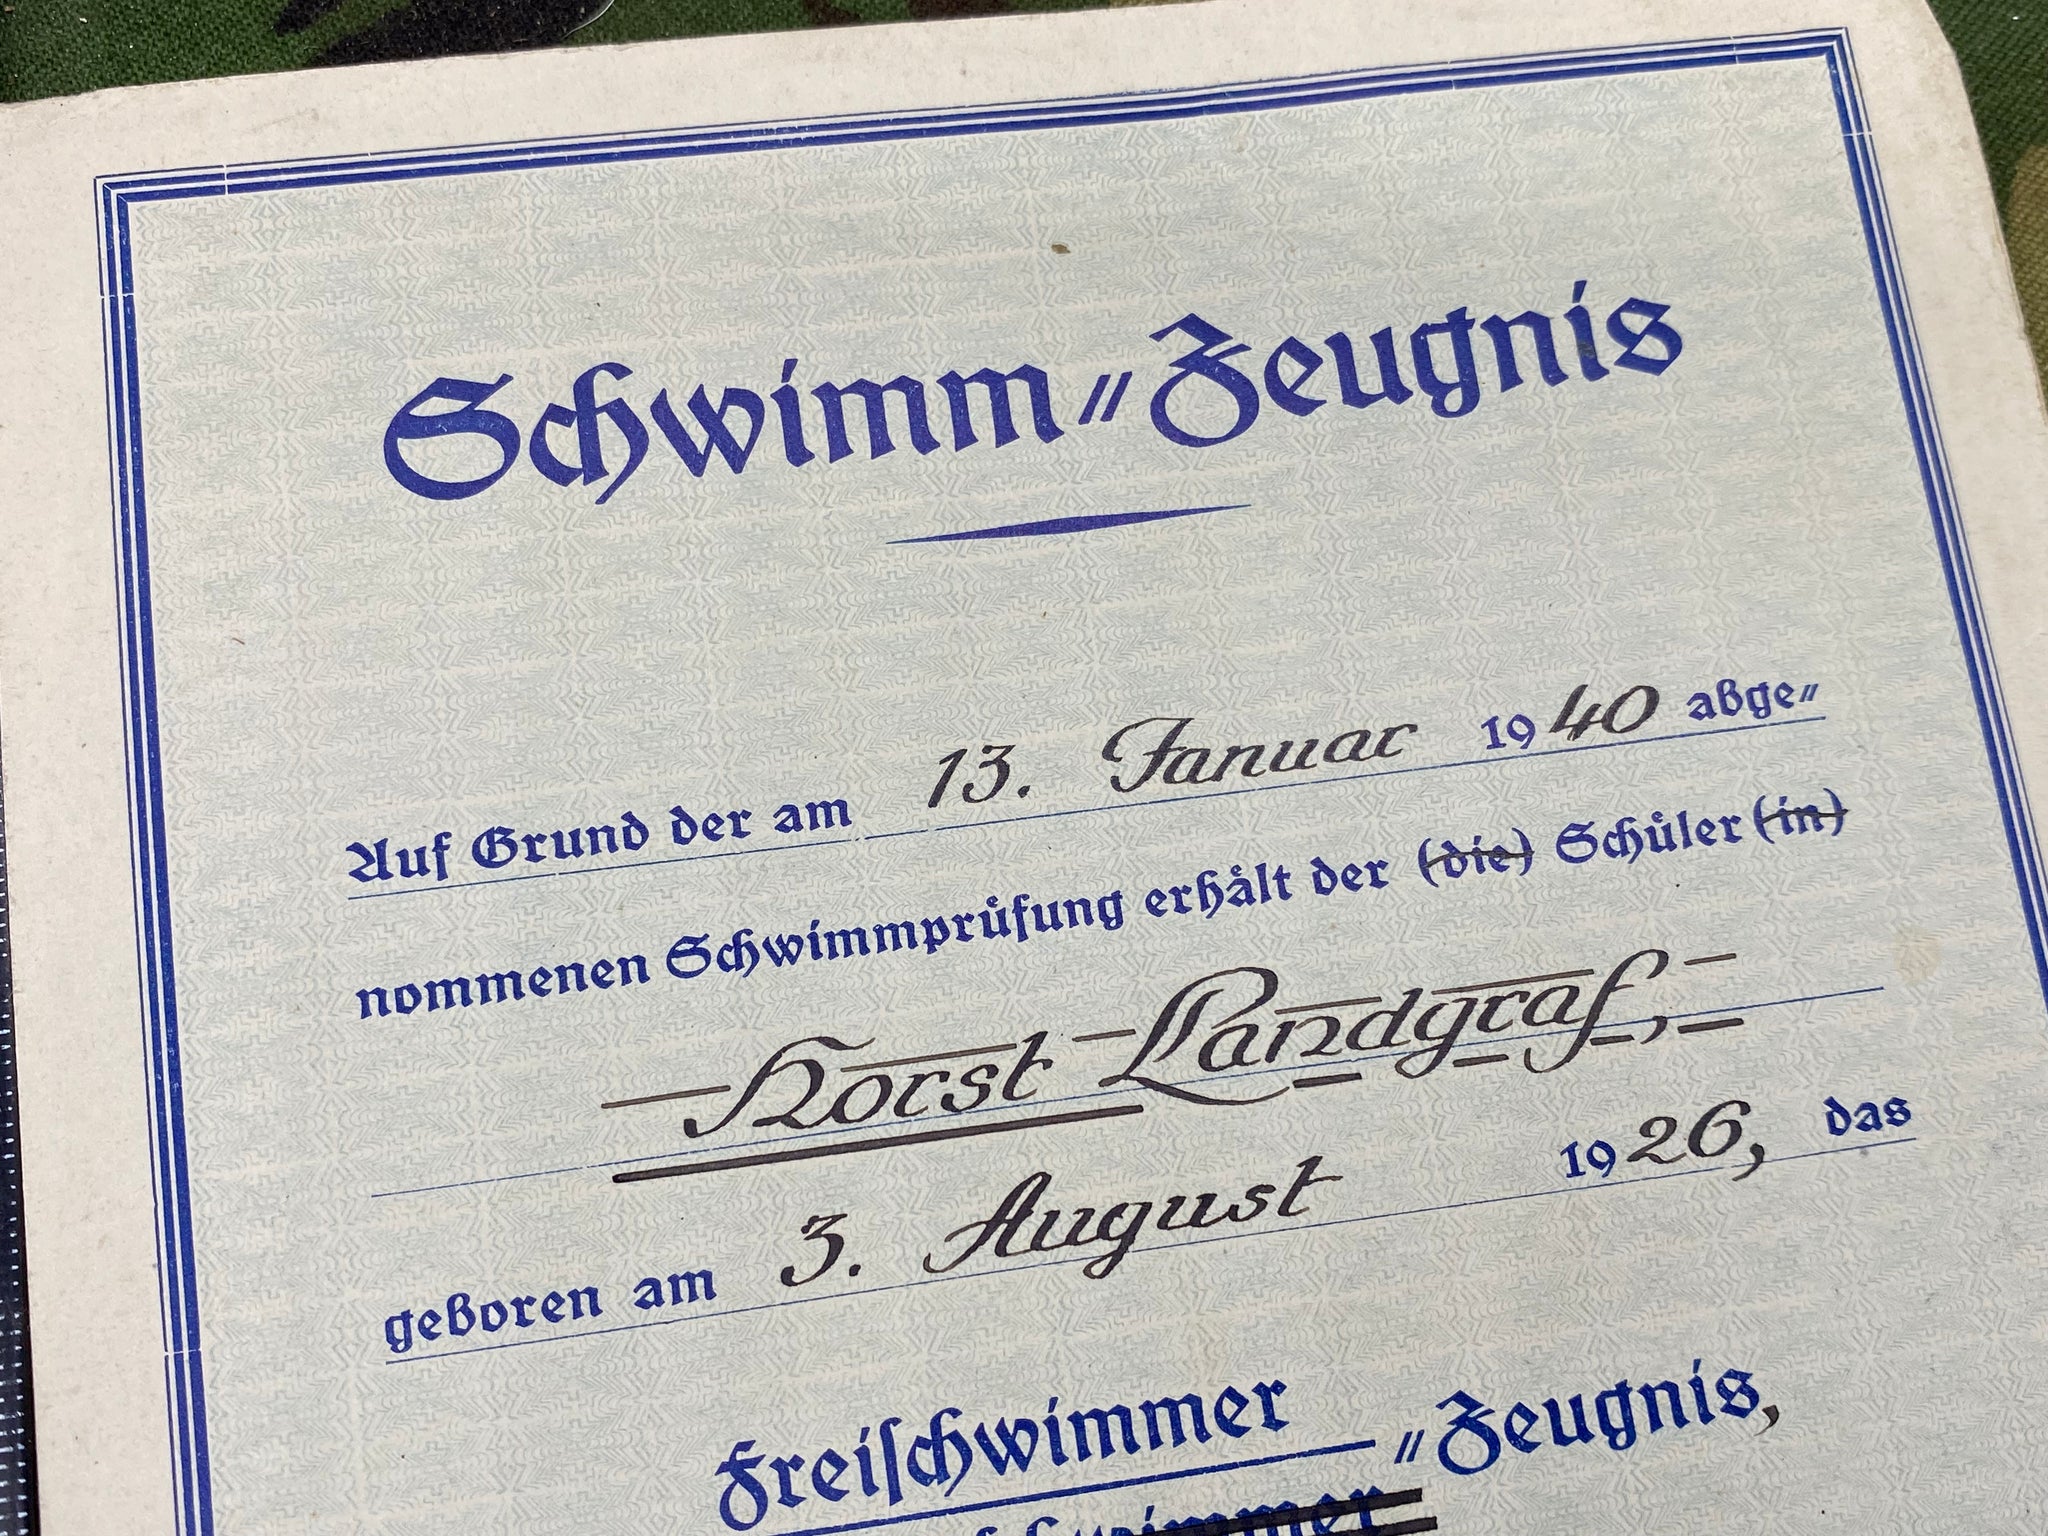 Schwimm-Zeugnis
Auf Grund der am 13. Januar 1940 abge-
nommenen Schwimmprüfung erhält der (die) Schüler (in)
Horst Landgraf,
geboren am 3. August 1926, das
Freischwimmer-Zeugnis,